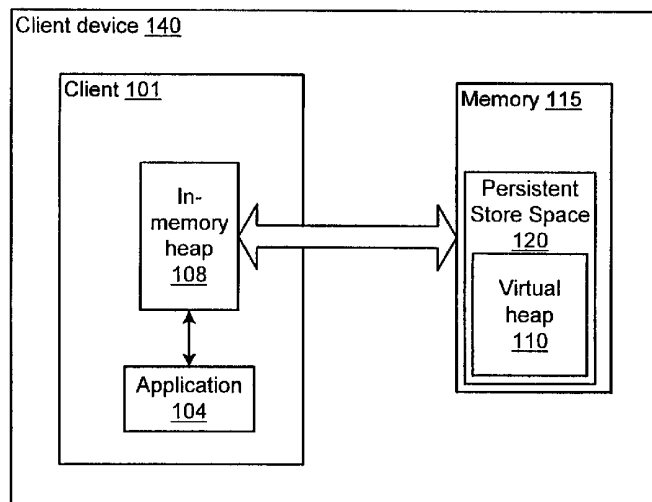 Client device 140
Client 101
In-
memory
heap
108
Application
104
Memory 115
Persistent
Store Space
120
Virtual
heap
110